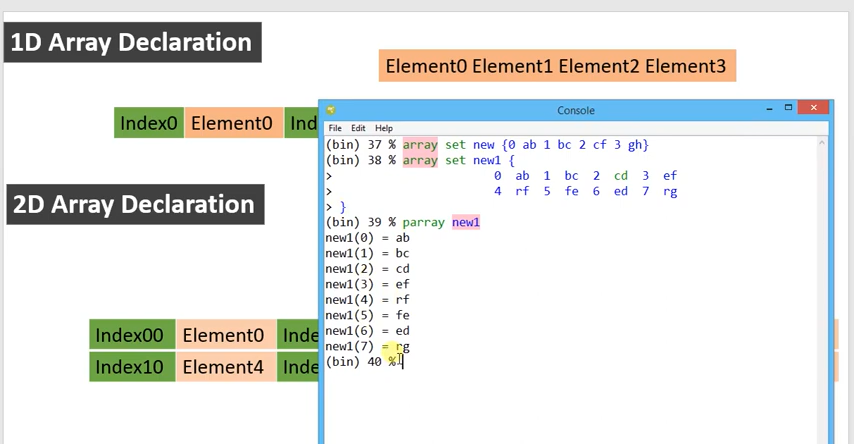 1D Array Declaration
Element0 Element1 Element2 Element3
Index0 Element0 Ind
2D Array Declaration
Index00 Element0 Inde
Index10 Element4 Inde
Console
File Edit Help
(bin) 37 % array set new {0 ab 1 bc 2 cf 3 gh}
(bin) 38 % array set new1 {
> 0 ab 1 bc 2 cd 3 ef
> 4 rf 5 fe 6 ed 7 rg
> }
(bin) 39 % parray new1
new1(0) = ab
new1(1) = bc
new1(2) = cd
new1(3) = ef
new1(4) = rf
new1(5) = fe
new1(6) = ed
new1(7) = rg
(bin) 40 %